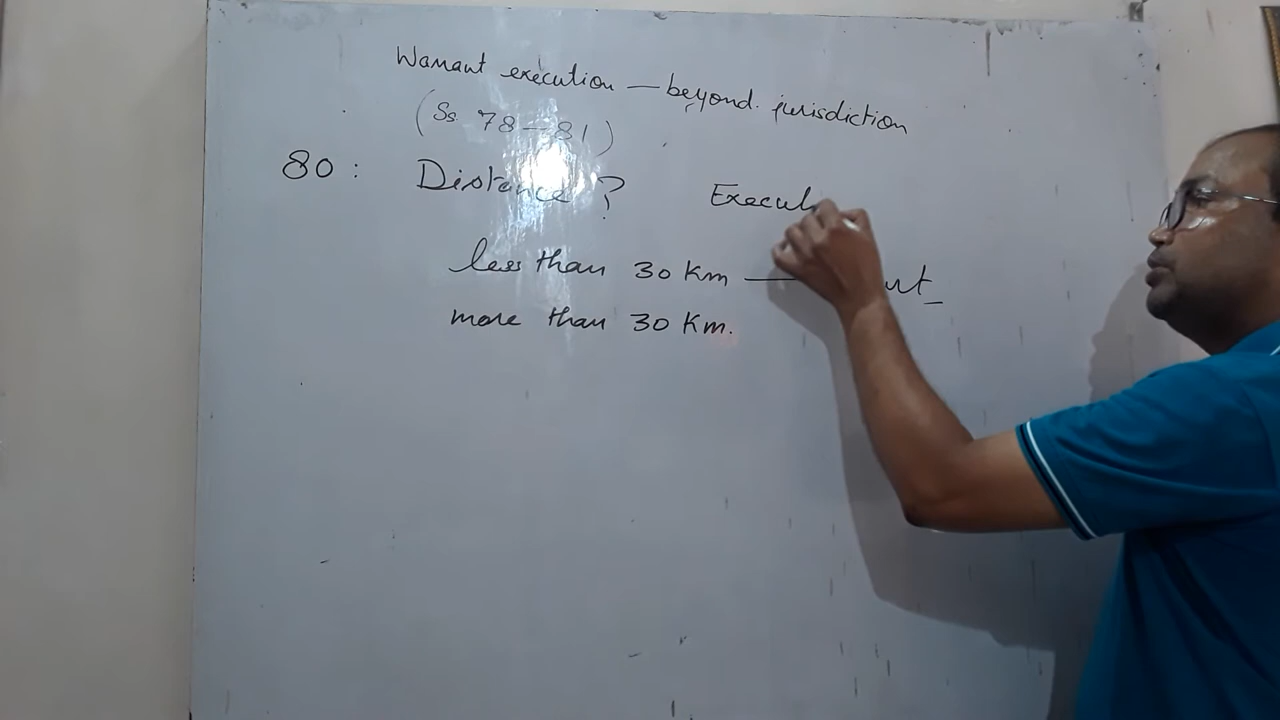 Warrant execution — beyond jurisdiction
(Ss. 78 — 81)
80 : Distance ? Execut
less than 30 Km —
more than 30 Km.